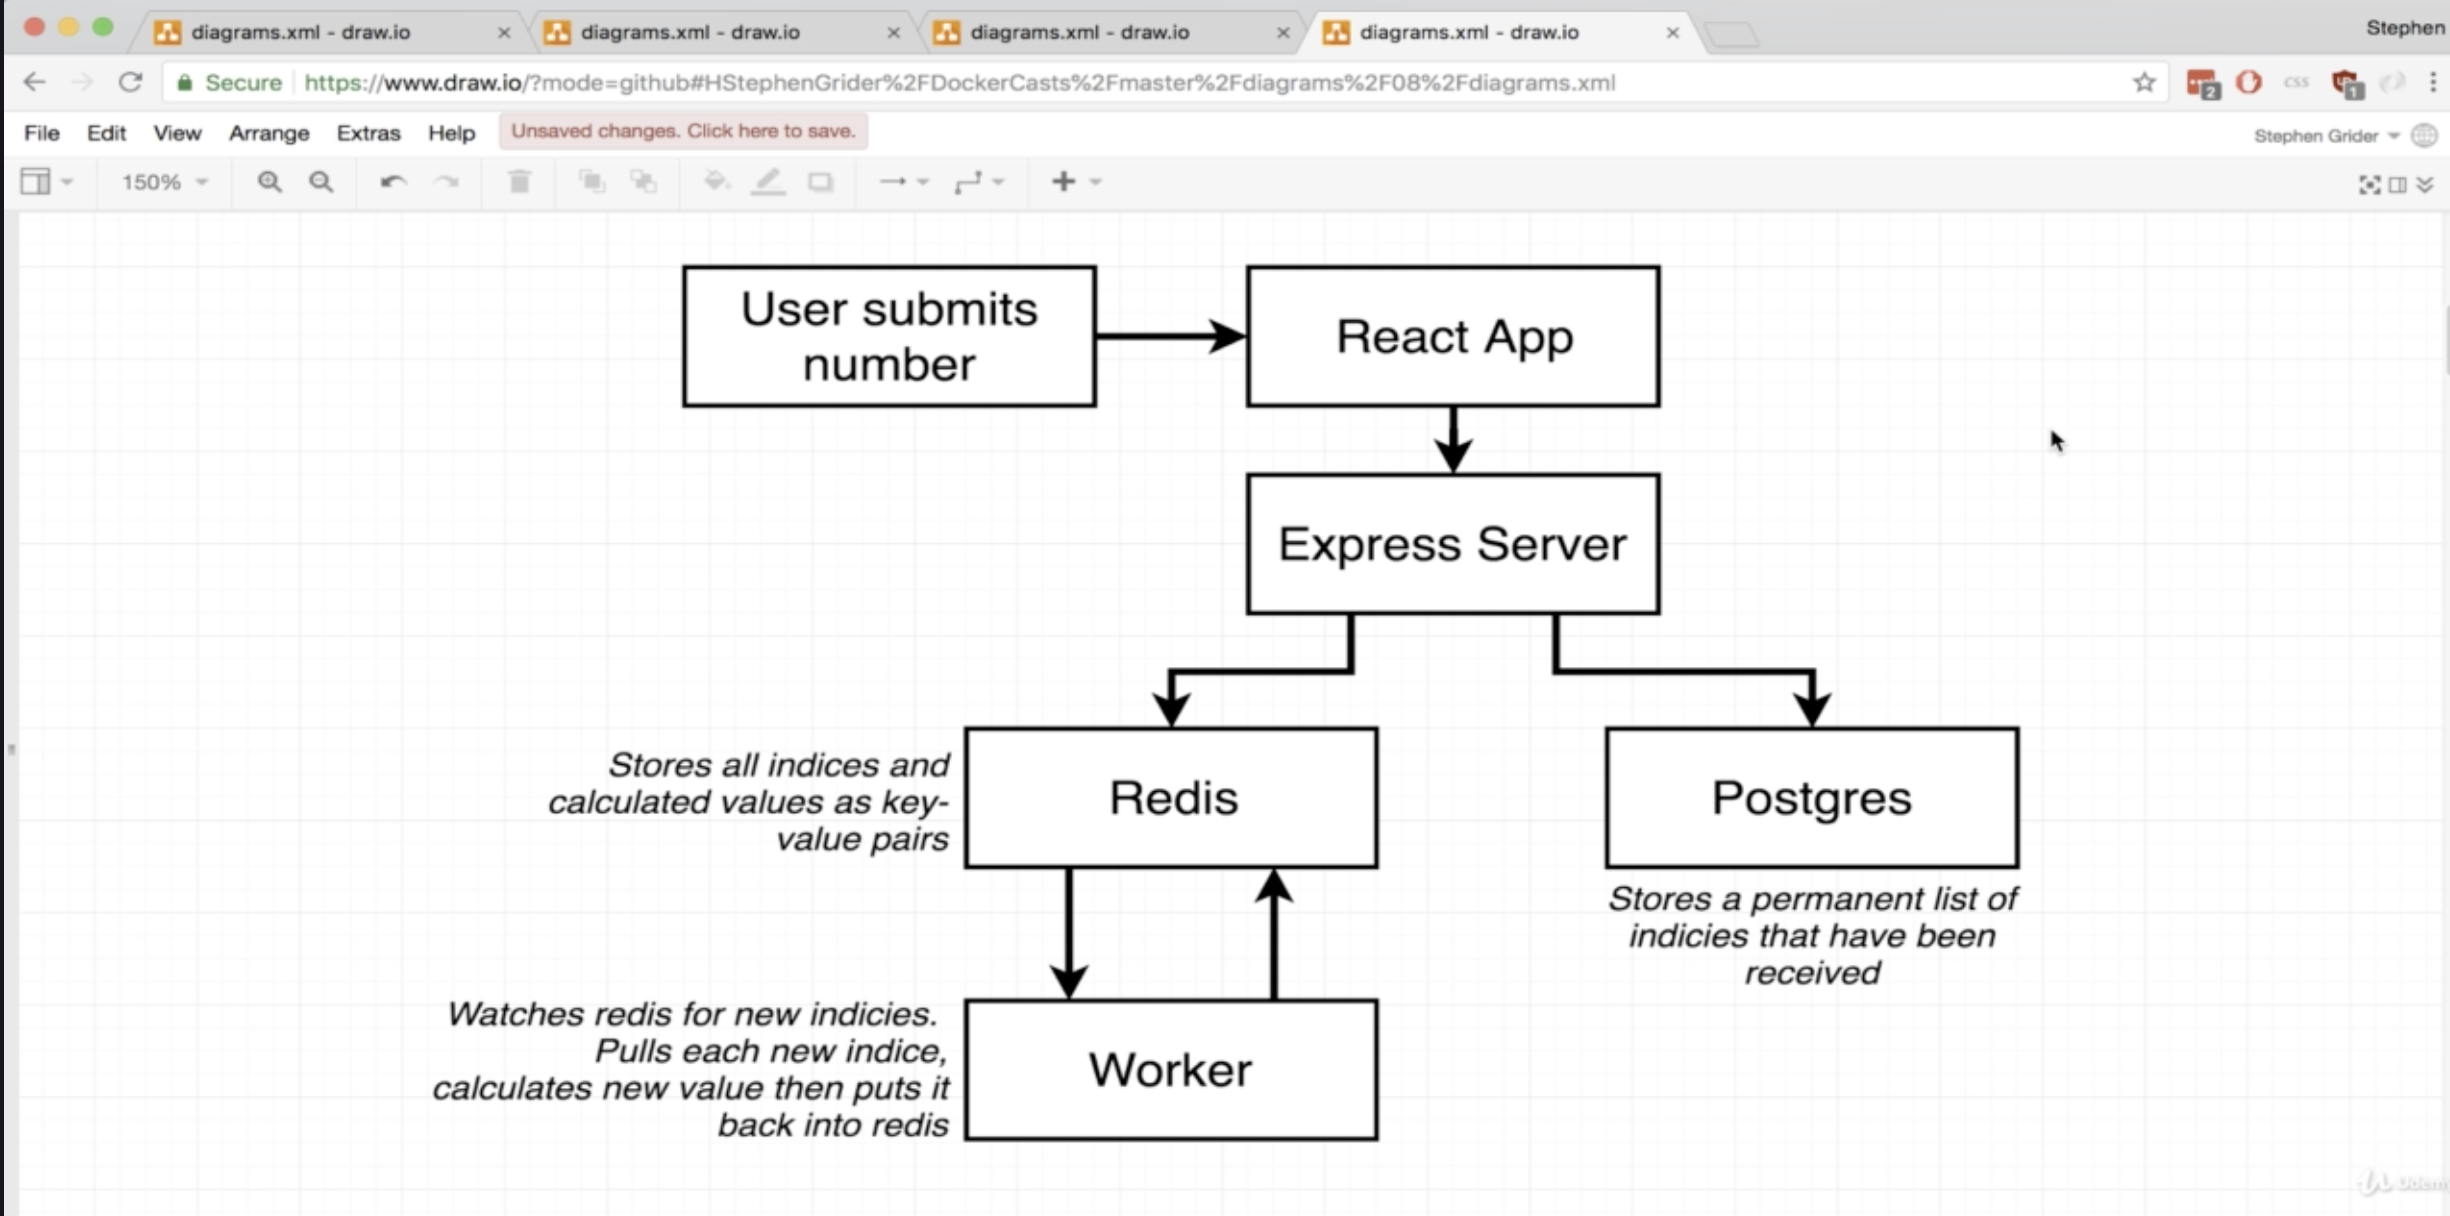 diagrams.xml - draw.io
diagrams.xml - draw.io
diagrams.xml - draw.io
diagrams.xml - draw.io
Stephen
Secure
https://www.draw.io/?mode=github#HStephenGrider%2FDockerCasts%2Fmaster%2Fdiagrams%2F08%2Fdiagrams.xml
2
css
1
File Edit View Arrange Extras Help
Unsaved changes. Click here to save.
Stephen Grider
150%
User submits
number
React App
Express Server
Stores all indices and
calculated values as key-
value pairs
Redis
Postgres
Stores a permanent list of
indicies that have been
received
Watches redis for new indicies.
Pulls each new indice,
calculates new value then puts it
back into redis
Worker
Udemy